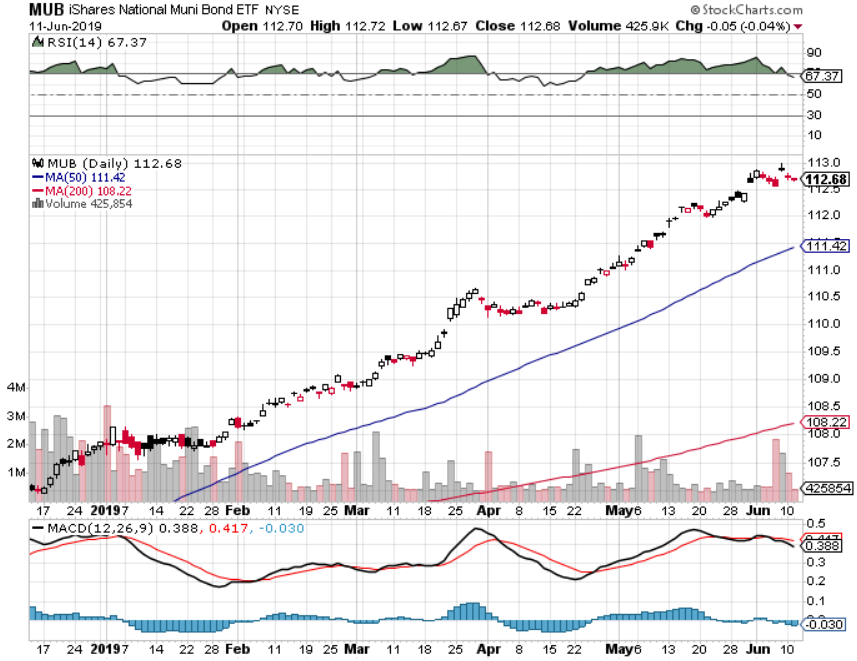 MUB iShares National Muni Bond ETF NYSE © StockCharts.com
11-Jun-2019 Open 112.70 High 112.72 Low 112.67 Close 112.68 Volume 425.9K Chg -0.05 (-0.04%)
RSI(14) 67.37
90
67.37
50
30
10
MUB (Daily) 112.68
MA(50) 111.42
MA(200) 108.22
Volume 425,854
113.0
112.68
112.5
112.0
111.42
111.0
110.5
110.0
109.5
109.0
108.5
108.22
108.0
107.5
425854
4M
3M
2M
1M
17 24 2019 7 14 22 28 Feb 11 19 25 Mar 11 18 25 Apr 8 15 22 May 6 13 20 28 Jun 10
MACD(12,26,9) 0.388, 0.417, -0.030
0.5
0.417
0.388
0.3
0.2
0.1
-0.030
17 24 2019 7 14 22 28 Feb 11 19 25 Mar 11 18 25 Apr 8 15 22 May 6 13 20 28 Jun 10